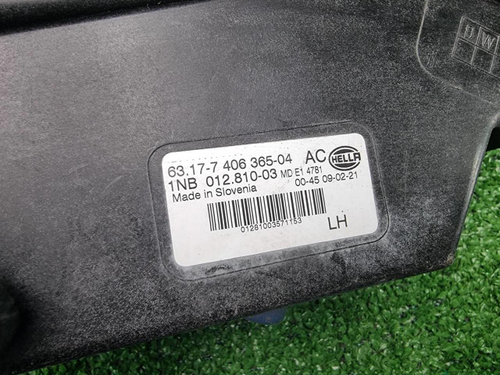 63.17-7 406 365-04 AC HELLA
1NB 012.810-03 MD E1 4781
Made in Slovenia 00-45 09-02-21
01281003571153
LH